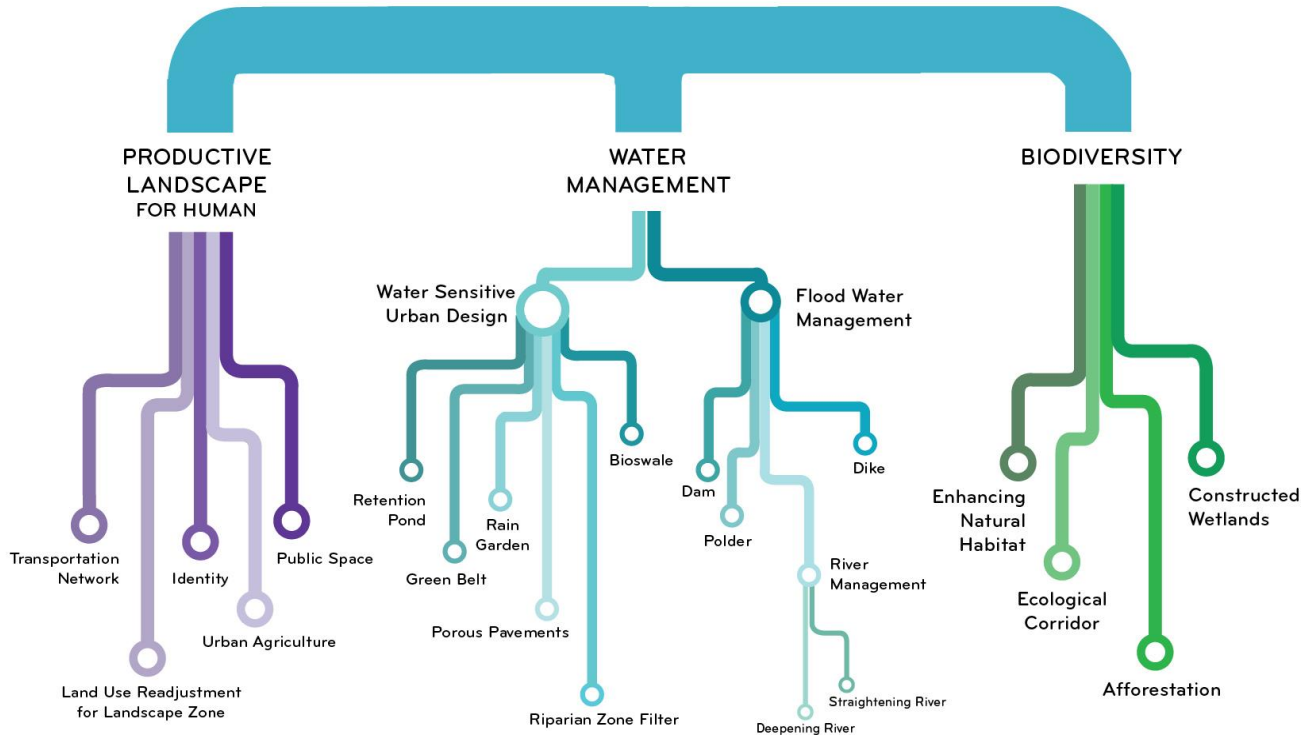 PRODUCTIVE
LANDSCAPE
FOR HUMAN
WATER
MANAGEMENT
BIODIVERSITY
Water Sensitive
Urban Design
Flood Water
Management
Transportation
Network
Land Use Readjustment
for Landscape Zone
Identity
Urban Agriculture
Public Space
Retention
Pond
Green Belt
Rain
Garden
Porous Pavements
Riparian Zone Filter
Bioswale
Dam
Polder
River
Management
Deepening River
Straightening River
Dike
Enhancing
Natural
Habitat
Ecological
Corridor
Afforestation
Constructed
Wetlands